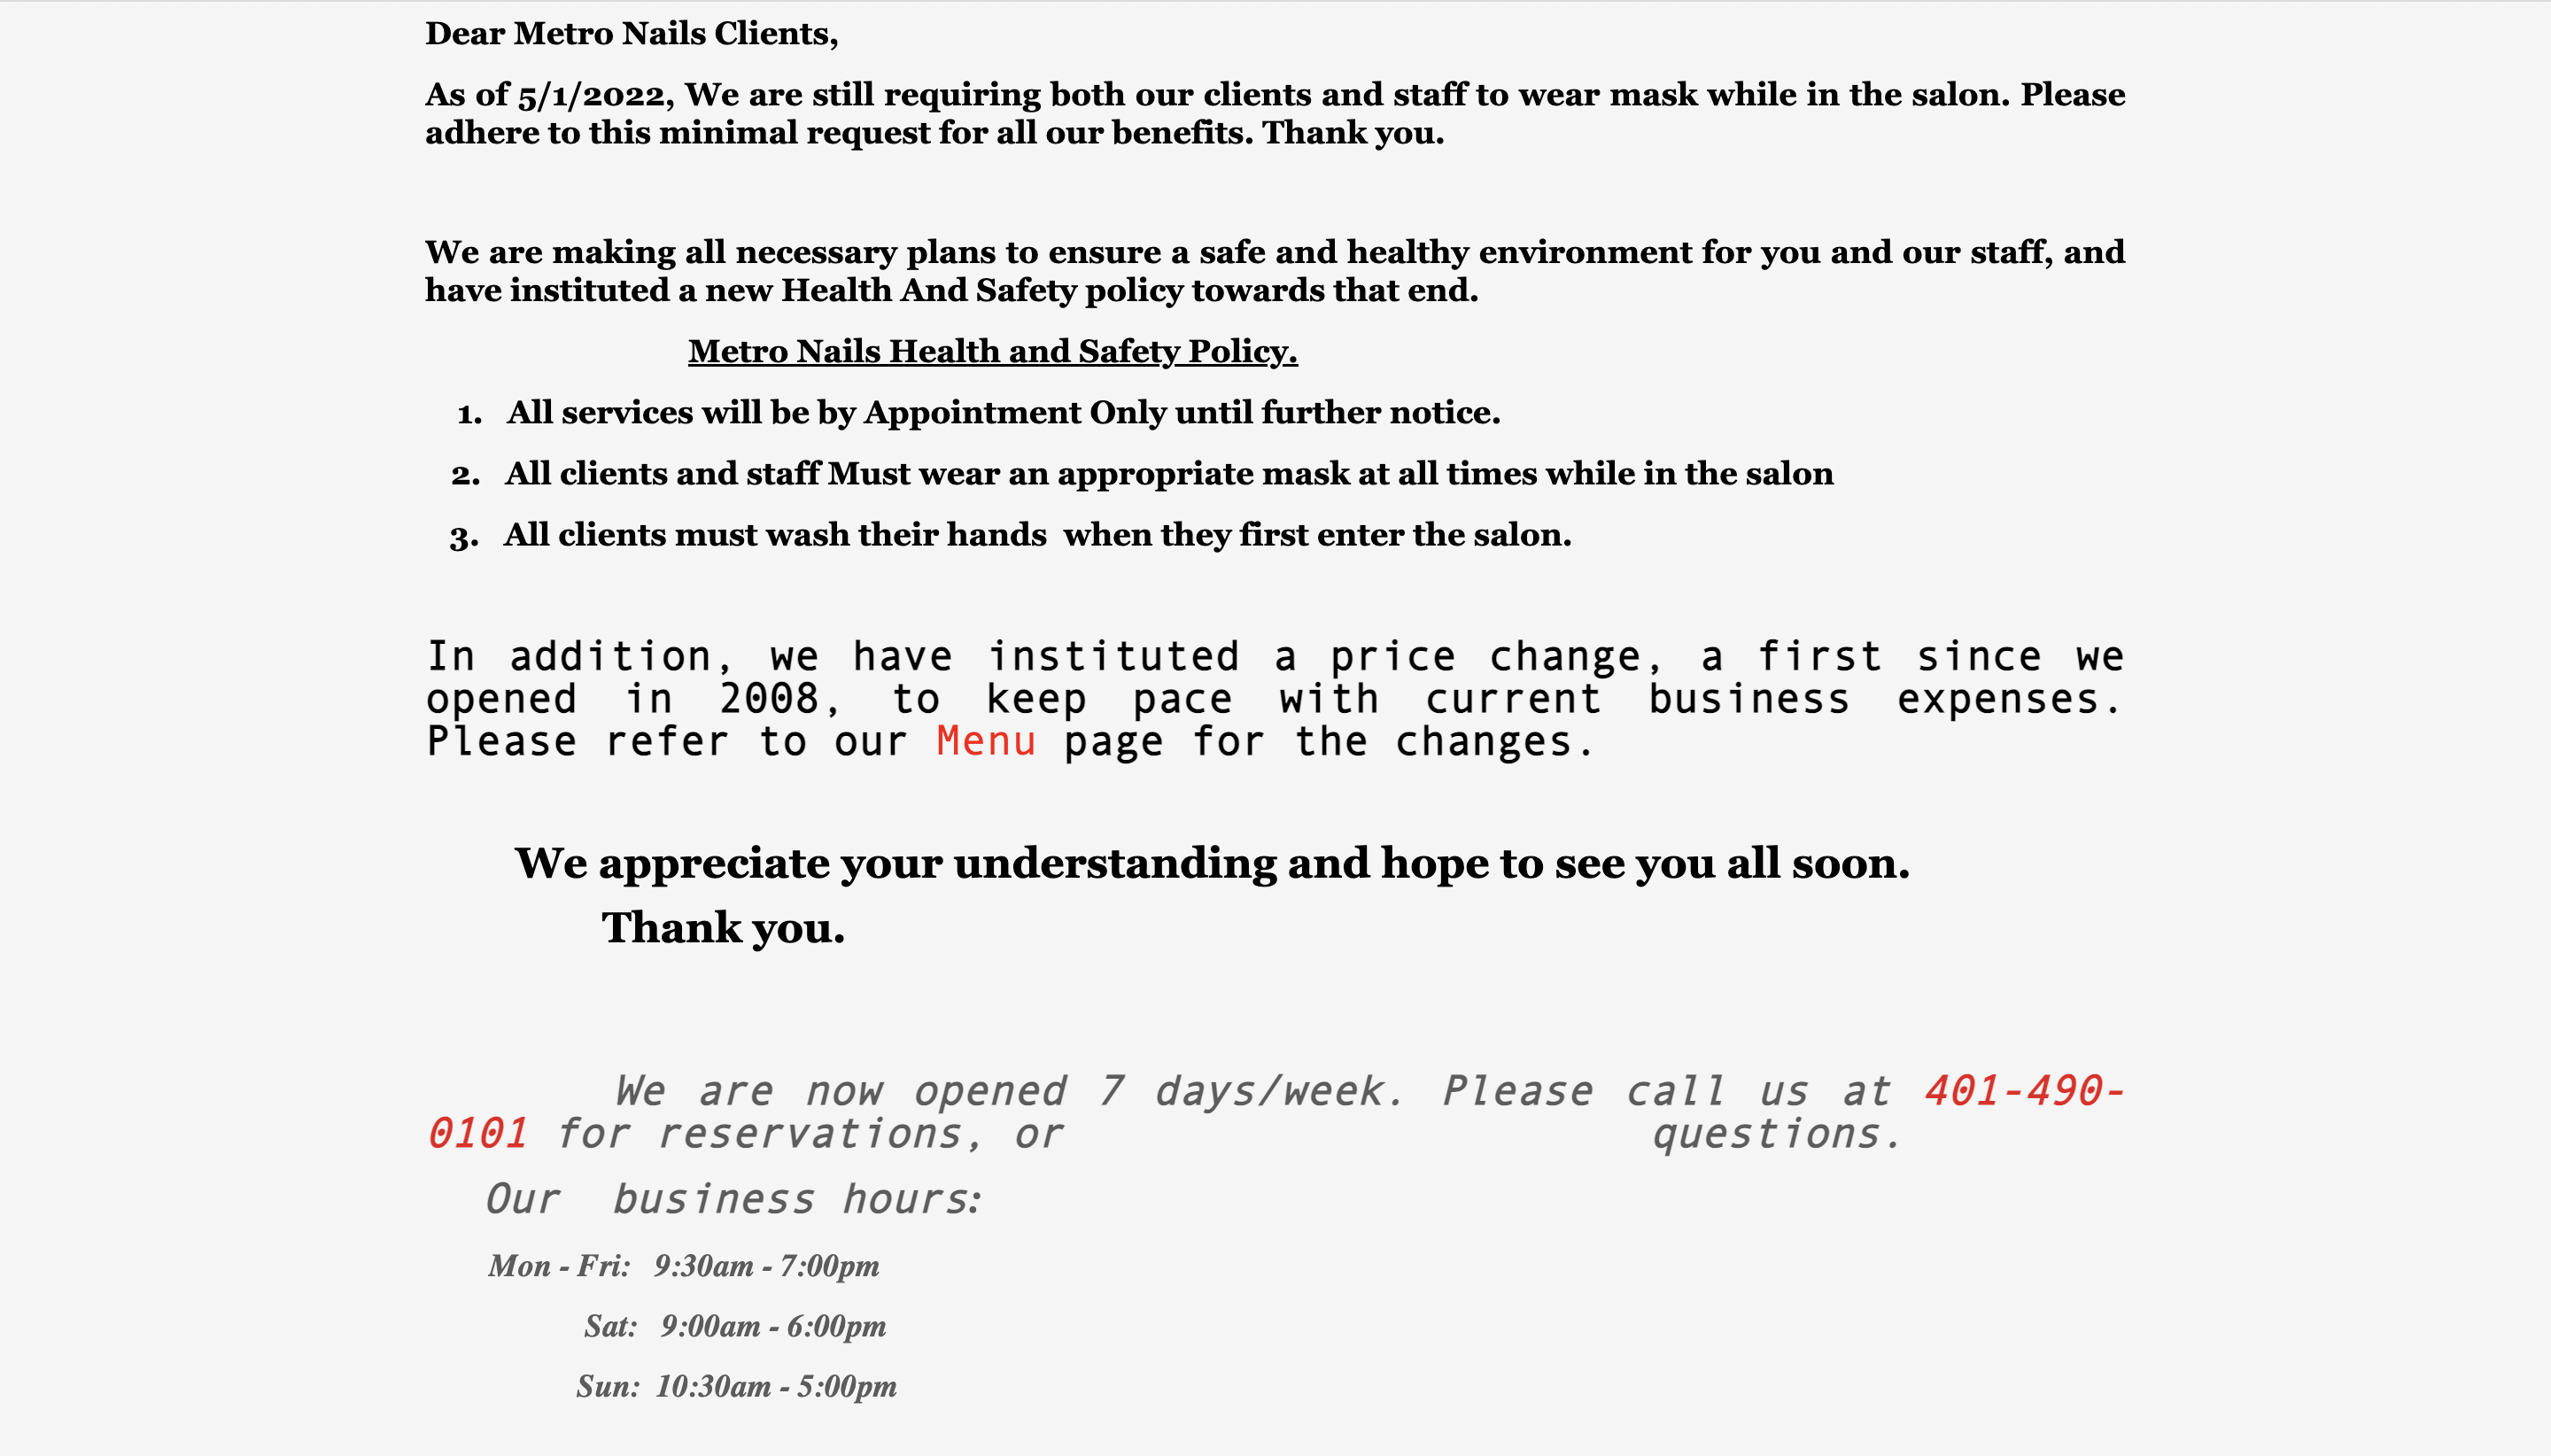 Dear Metro Nails Clients,
As of 5/1/2022, We are still requiring both our clients and staff to wear mask while in the salon. Please
adhere to this minimal request for all our benefits. Thank you.
We are making all necessary plans to ensure a safe and healthy environment for you and our staff, and
have instituted a new Health And Safety policy towards that end.
Metro Nails Health and Safety Policy.
1. All services will be by Appointment Only until further notice.
2. All clients and staff Must wear an appropriate mask at all times while in the salon
3. All clients must wash their hands  when they first enter the salon.
In addition, we have instituted a price change, a first since we
opened in 2008, to keep pace with current business expenses.
Please refer to our Menu page for the changes.
We appreciate your understanding and hope to see you all soon.
Thank you.
We are now opened 7 days/week. Please call us at 401-490-
0101 for reservations, or questions.
Our  business hours:
Mon - Fri:  9:30am - 7:00pm
Sat:  9:00am - 6:00pm
Sun:  10:30am - 5:00pm